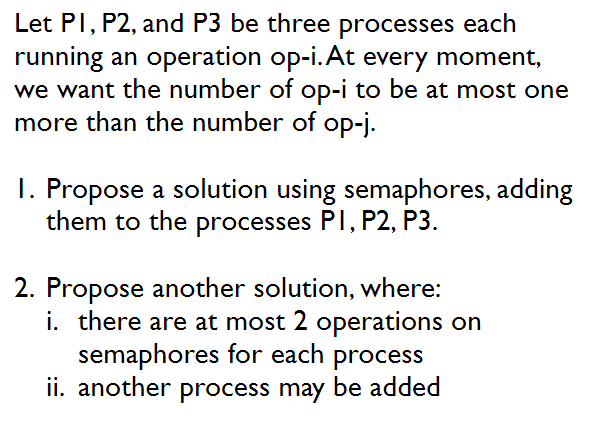 Let P1, P2, and P3 be three processes each
running an operation op-i. At every moment,
we want the number of op-i to be at most one
more than the number of op-j.
1. Propose a solution using semaphores, adding
them to the processes P1, P2, P3.
2. Propose another solution, where:
i. there are at most 2 operations on
semaphores for each process
ii. another process may be added